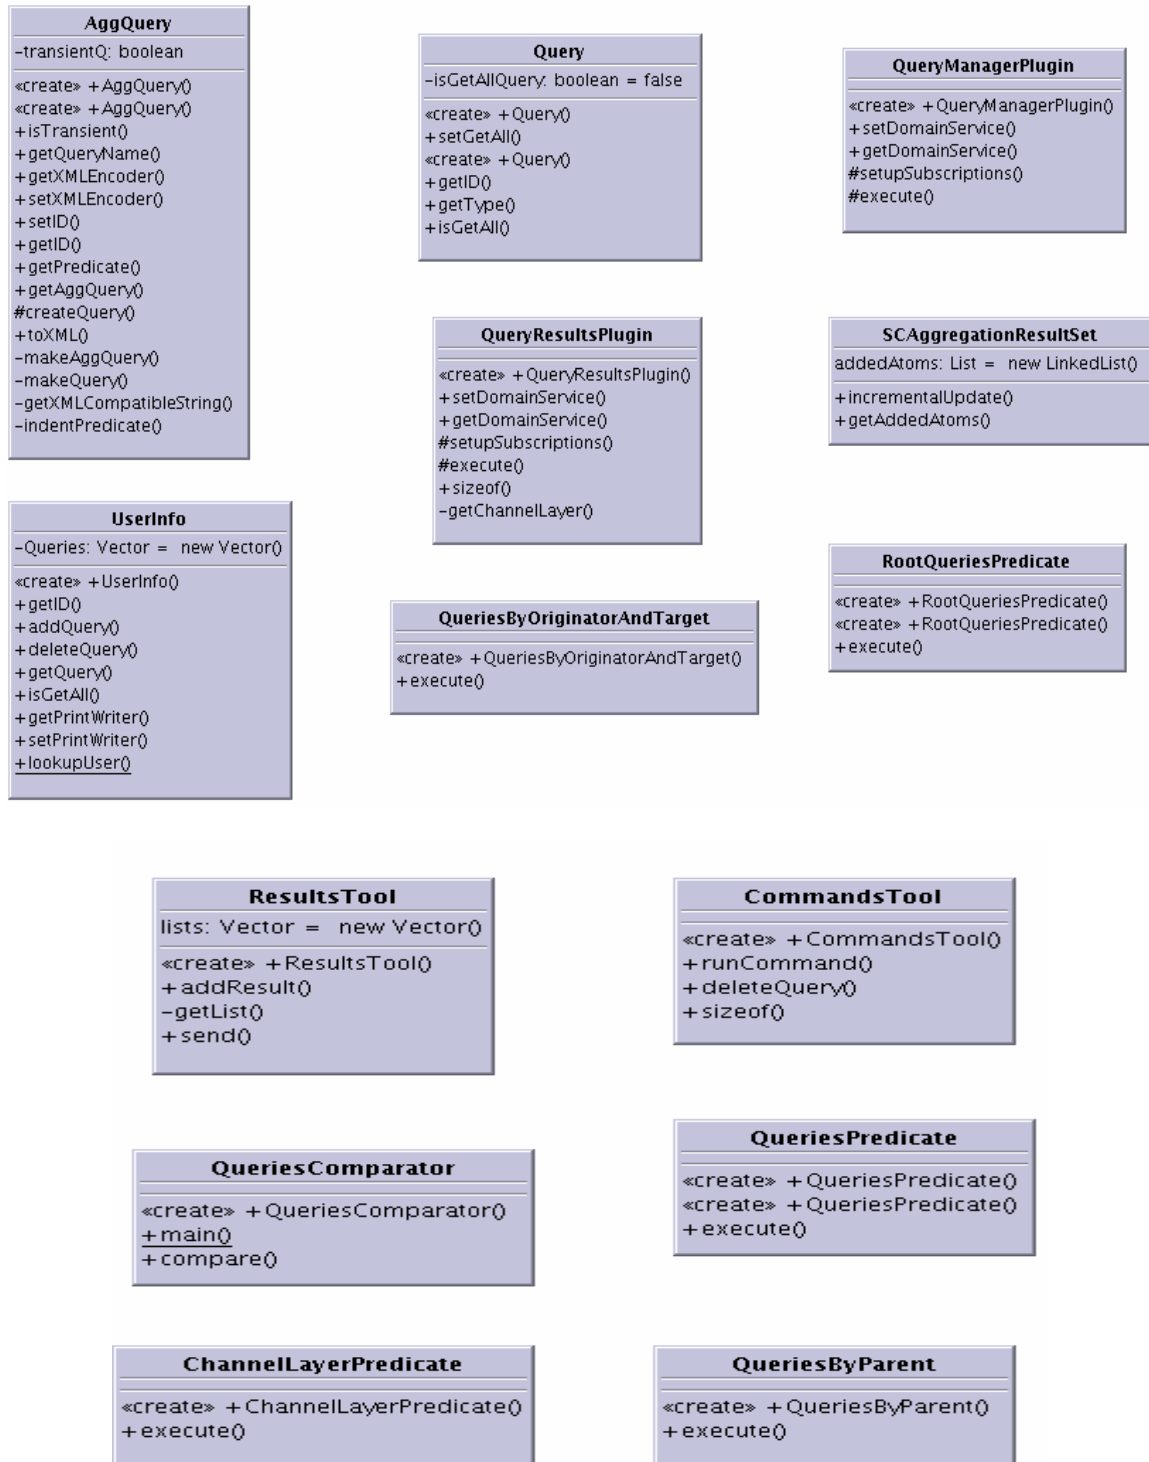 AggQuery
-transientQ: boolean
«create» +AggQuery()
«create» +AggQuery()
+isTransient()
+getQueryName()
+getXMLEncoder()
+setXMLEncoder()
+setID()
+getID()
+getPredicate()
+getAggQuery()
#createQuery()
+toXML()
-makeAggQuery()
-makeQuery()
-getXMLCompatibleString()
-indentPredicate()
Query
-isGetAllQuery: boolean = false
«create» +Query()
+setGetAll()
«create» +Query()
+getID()
+getType()
+isGetAll()
QueryManagerPlugin
«create» +QueryManagerPlugin()
+setDomainService()
+getDomainService()
#setupSubscriptions()
#execute()
QueryResultsPlugin
«create» +QueryResultsPlugin()
+setDomainService()
+getDomainService()
#setupSubscriptions()
#execute()
+sizeof()
-getChannelLayer()
SCAggregationResultSet
addedAtoms: List = new LinkedList()
+incrementalUpdate()
+getAddedAtoms()
UserInfo
-Queries: Vector = new Vector()
«create» +UserInfo()
+getID()
+addQuery()
+deleteQuery()
+getQuery()
+isGetAll()
+getPrintWriter()
+setPrintWriter()
+lookupUser()
QueriesByOriginatorAndTarget
«create» +QueriesByOriginatorAndTarget()
+execute()
RootQueriesPredicate
«create» +RootQueriesPredicate()
«create» +RootQueriesPredicate()
+execute()
ResultsTool
lists: Vector = new Vector()
«create» +ResultsTool()
+addResult()
-getList()
+send()
CommandsTool
«create» +CommandsTool()
+runCommand()
+deleteQuery()
+sizeof()
QueriesComparator
«create» +QueriesComparator()
+main()
+compare()
QueriesPredicate
«create» +QueriesPredicate()
«create» +QueriesPredicate()
+execute()
ChannelLayerPredicate
«create» +ChannelLayerPredicate()
+execute()
QueriesByParent
«create» +QueriesByParent()
+execute()